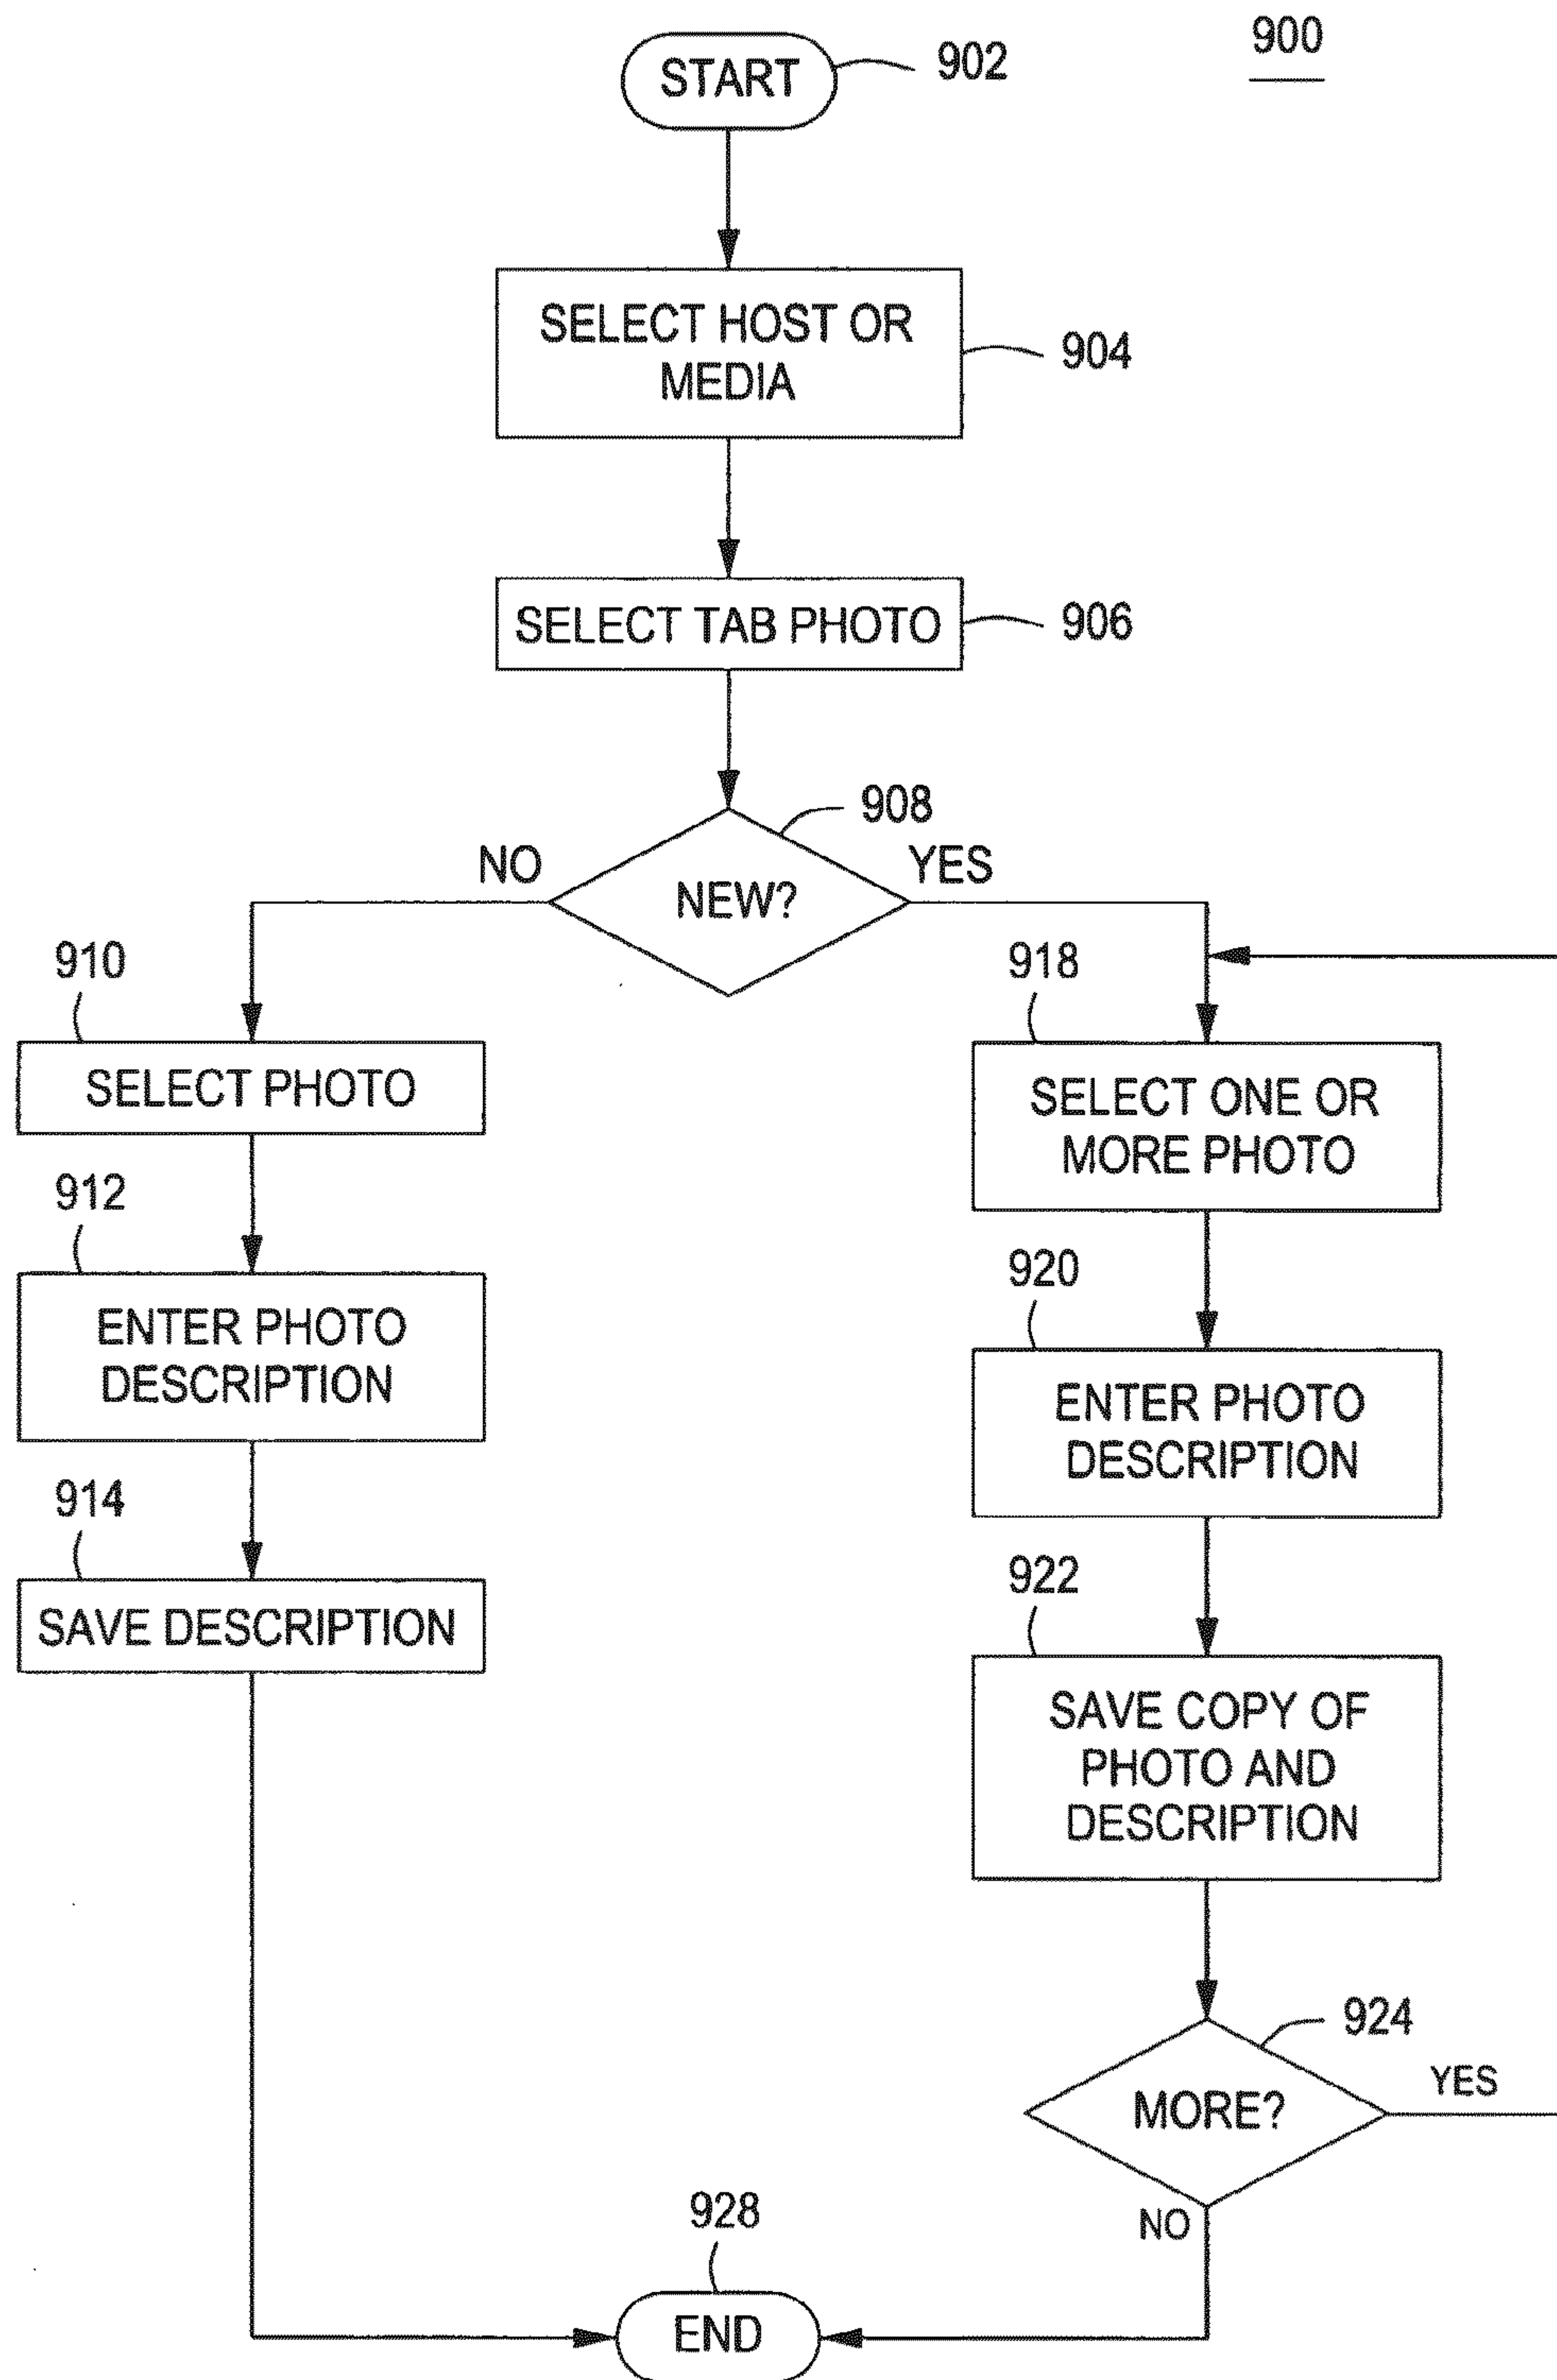 900
START
902
SELECT HOST OR
MEDIA
904
SELECT TAB PHOTO
906
908
NO
NEW?
YES
910
SELECT PHOTO
912
ENTER PHOTO
DESCRIPTION
914
SAVE DESCRIPTION
918
SELECT ONE OR
MORE PHOTO
920
ENTER PHOTO
DESCRIPTION
922
SAVE COPY OF
PHOTO AND
DESCRIPTION
924
MORE?
YES
NO
928
END